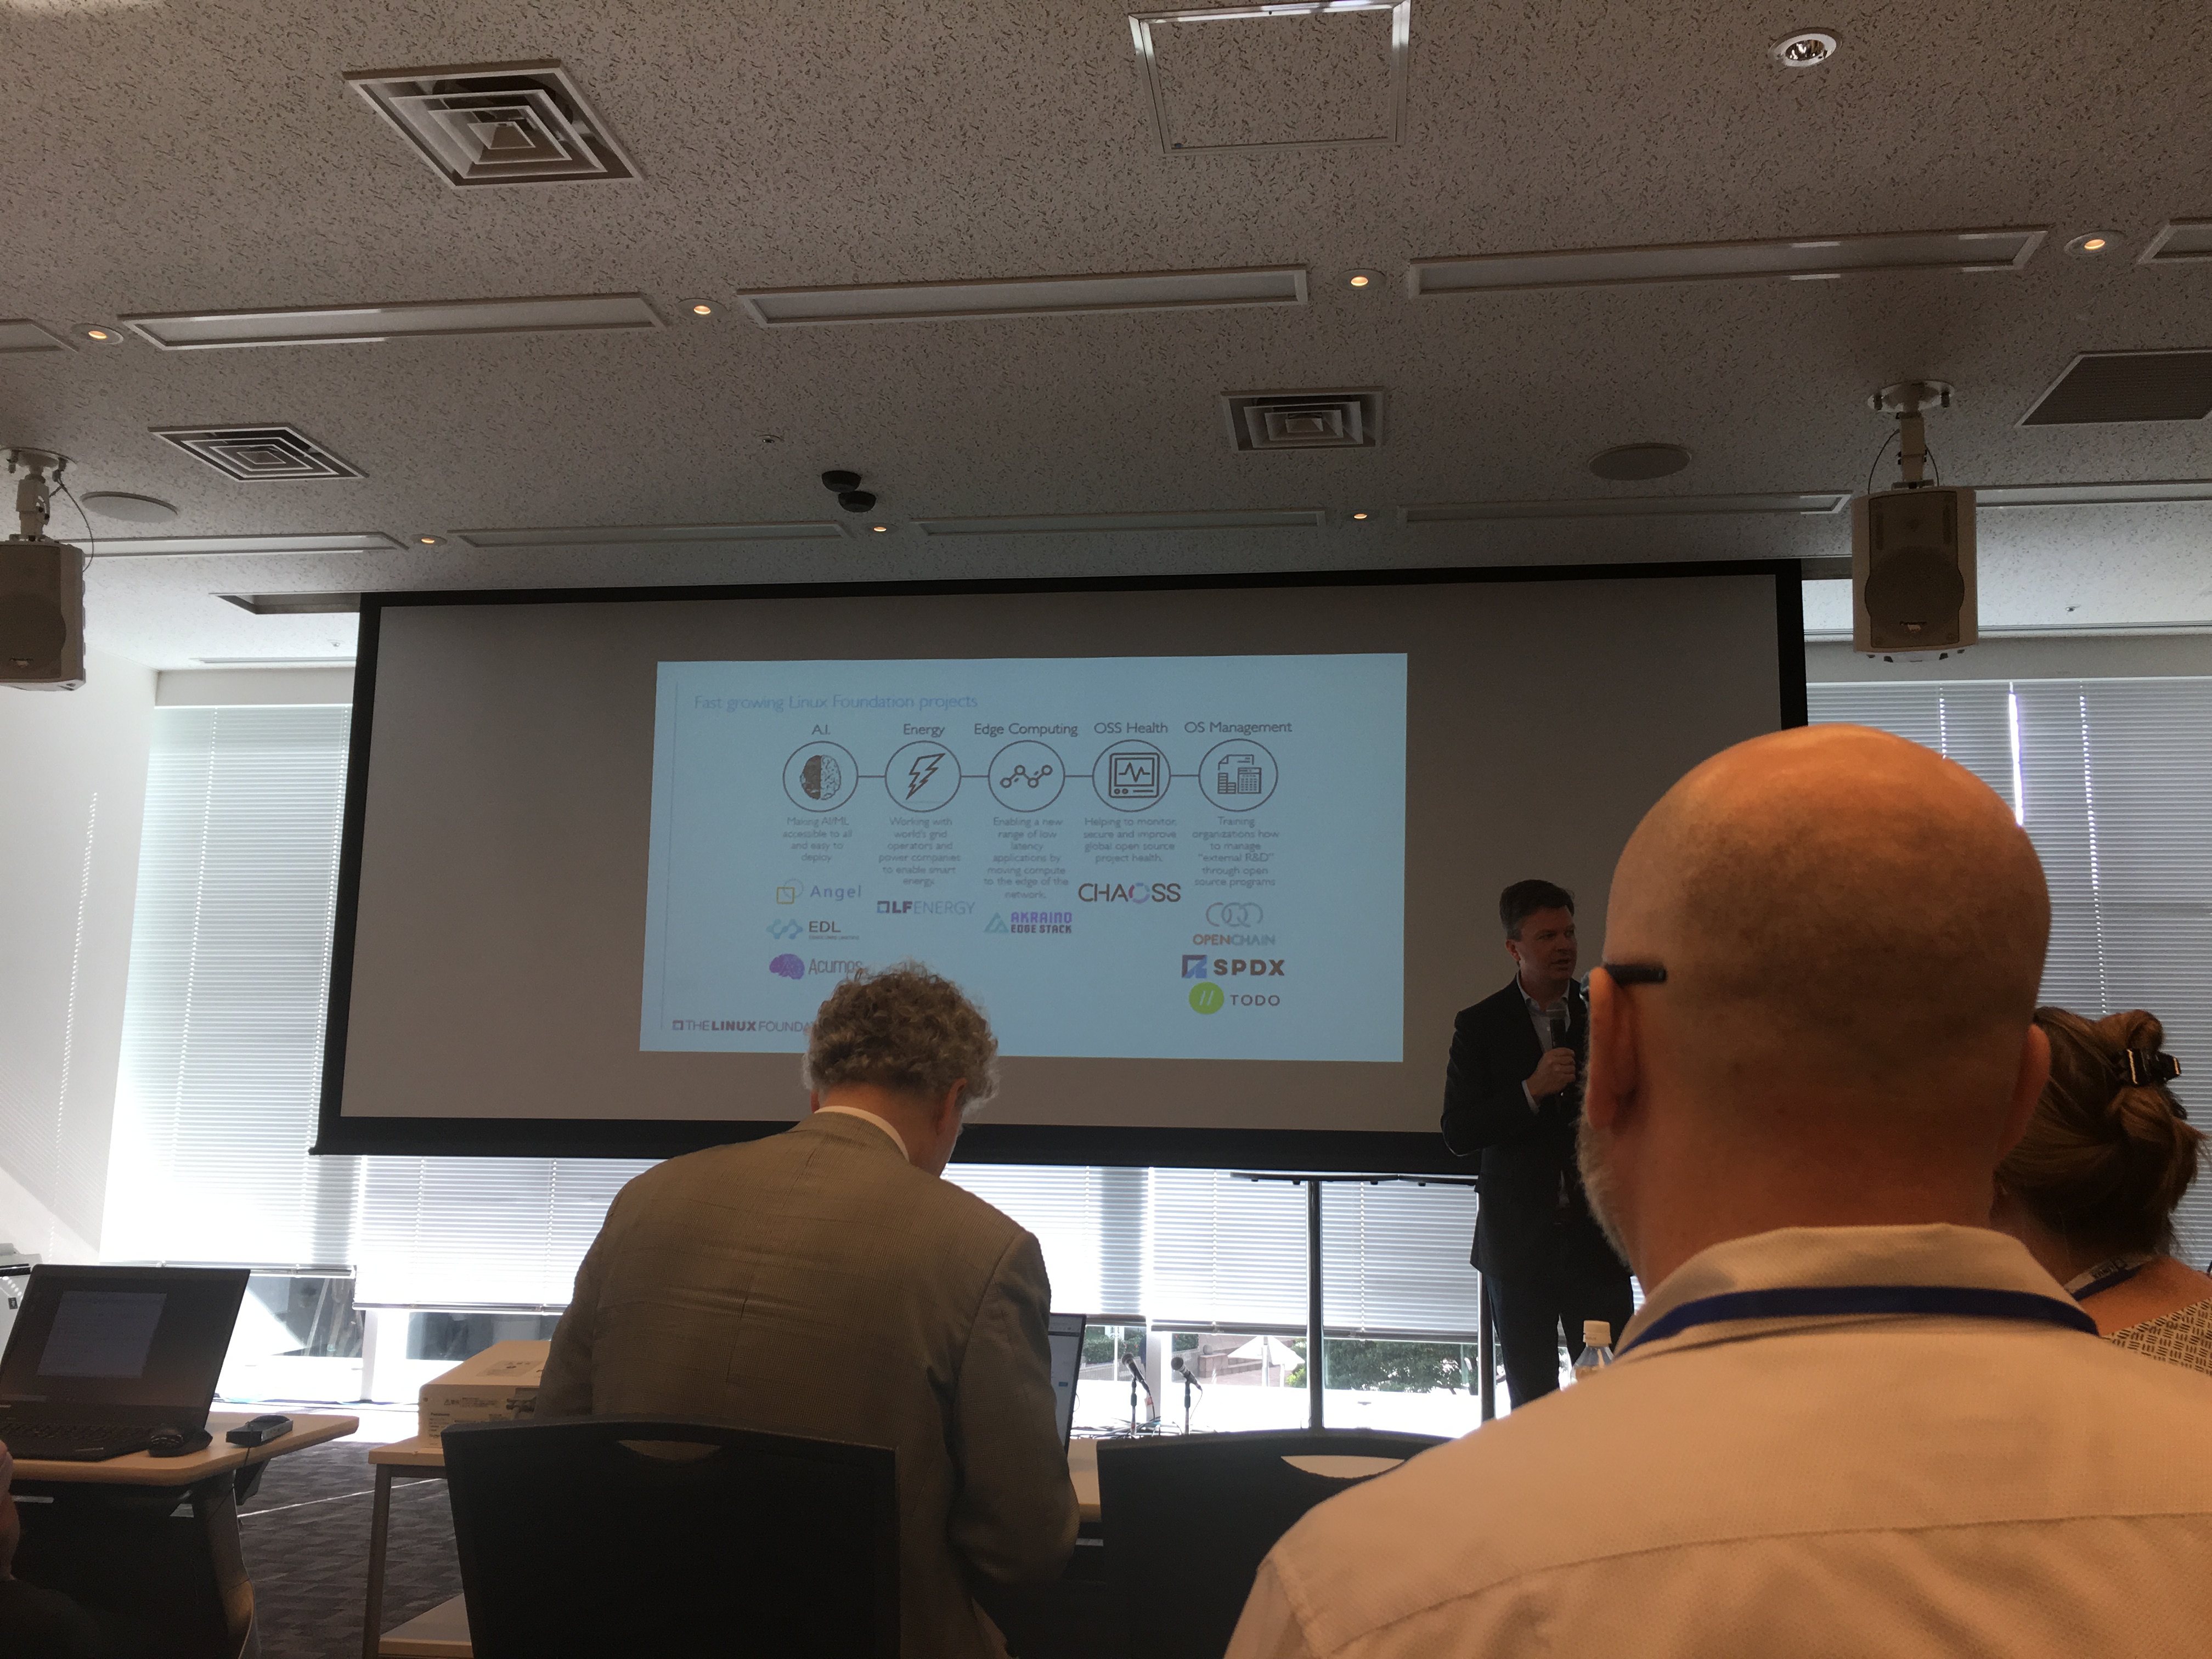 Fast growing Linux Foundation projects
A.I.
Energy
Edge Computing
OSS Health
OS Management
Making AI/ML
accessible to all
and easy to
deploy.
Working with
world's grid
operators and
power companies
to enable smart
energy.
Enabling a new
range of low
latency
applications by
moving compute
to the edge of the
network.
Helping to monitor,
secure and improve
global open source
project health.
Training
organizations how
to manage
"external R&D"
through open
source programs
Angel
EDL
Acumos
LFENERGY
AKRAINO
EDGE STACK
CHAOSS
OPENCHAIN
SPDX
// TODO
THE LINUX FOUNDA